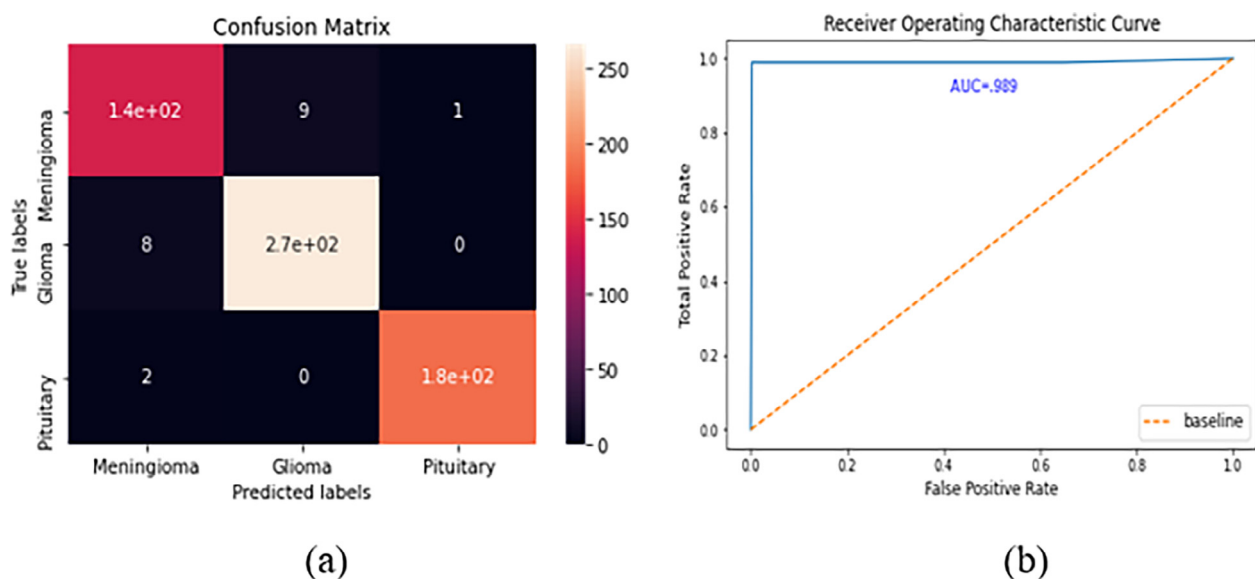 Confusion Matrix
True labels
Meningioma
Glioma
Pituitary
1.4e+02 9 1
8 2.7e+02 0
2 0 1.8e+02
250
200
150
100
50
0
Meningioma Glioma Pituitary
Predicted labels
(a)
Receiver Operating Characteristic Curve
Total Positive Rate
1.0
0.8
0.6
0.4
0.2
0.0
AUC=.989
baseline
0.0 0.2 0.4 0.6 0.8 1.0
False Positive Rate
(b)